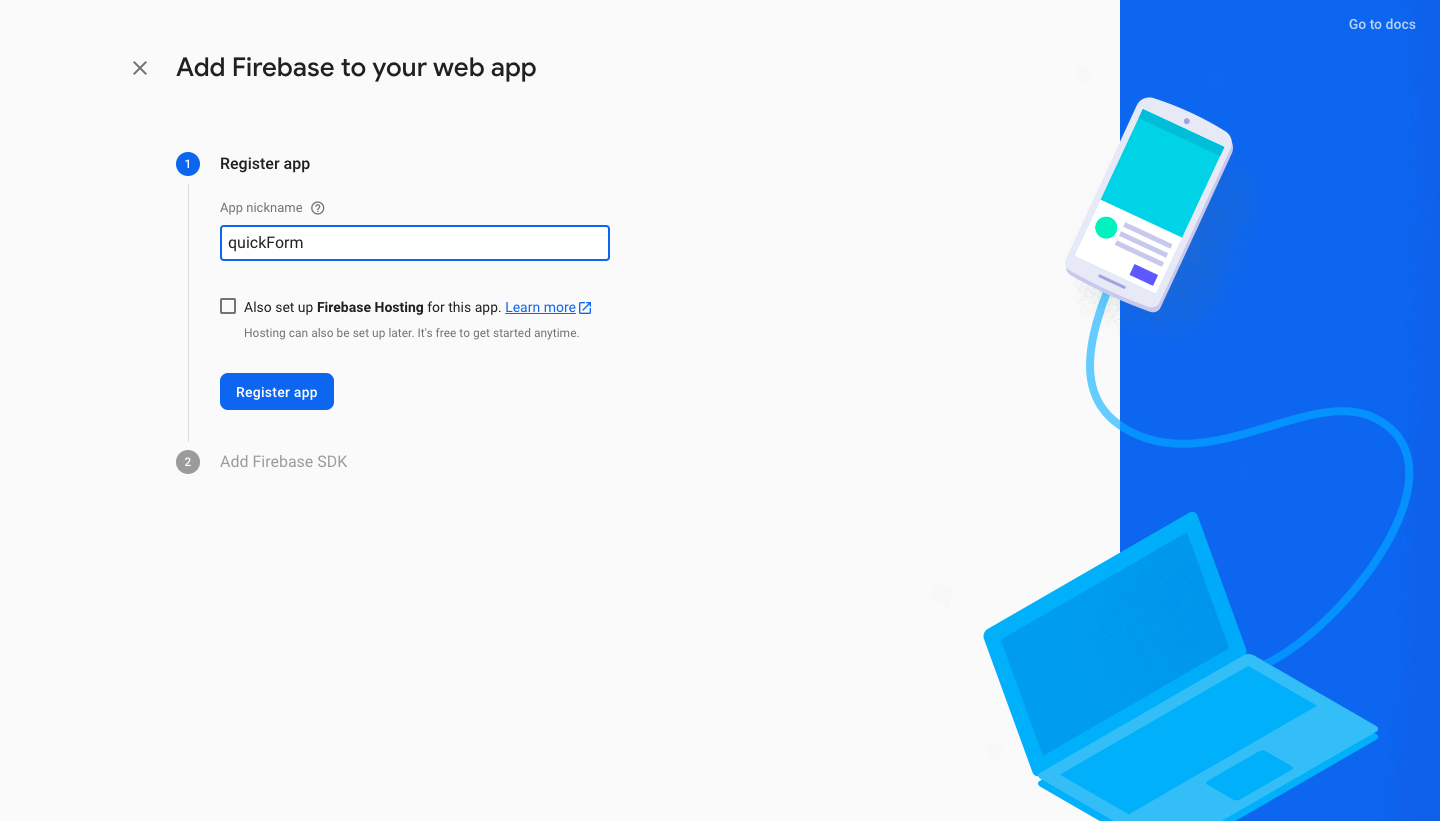 Go to docs
Add Firebase to your web app
1 Register app
App nickname
quickForm
Also set up Firebase Hosting for this app. Learn more
Hosting can also be set up later. It's free to get started anytime.
Register app
2 Add Firebase SDK